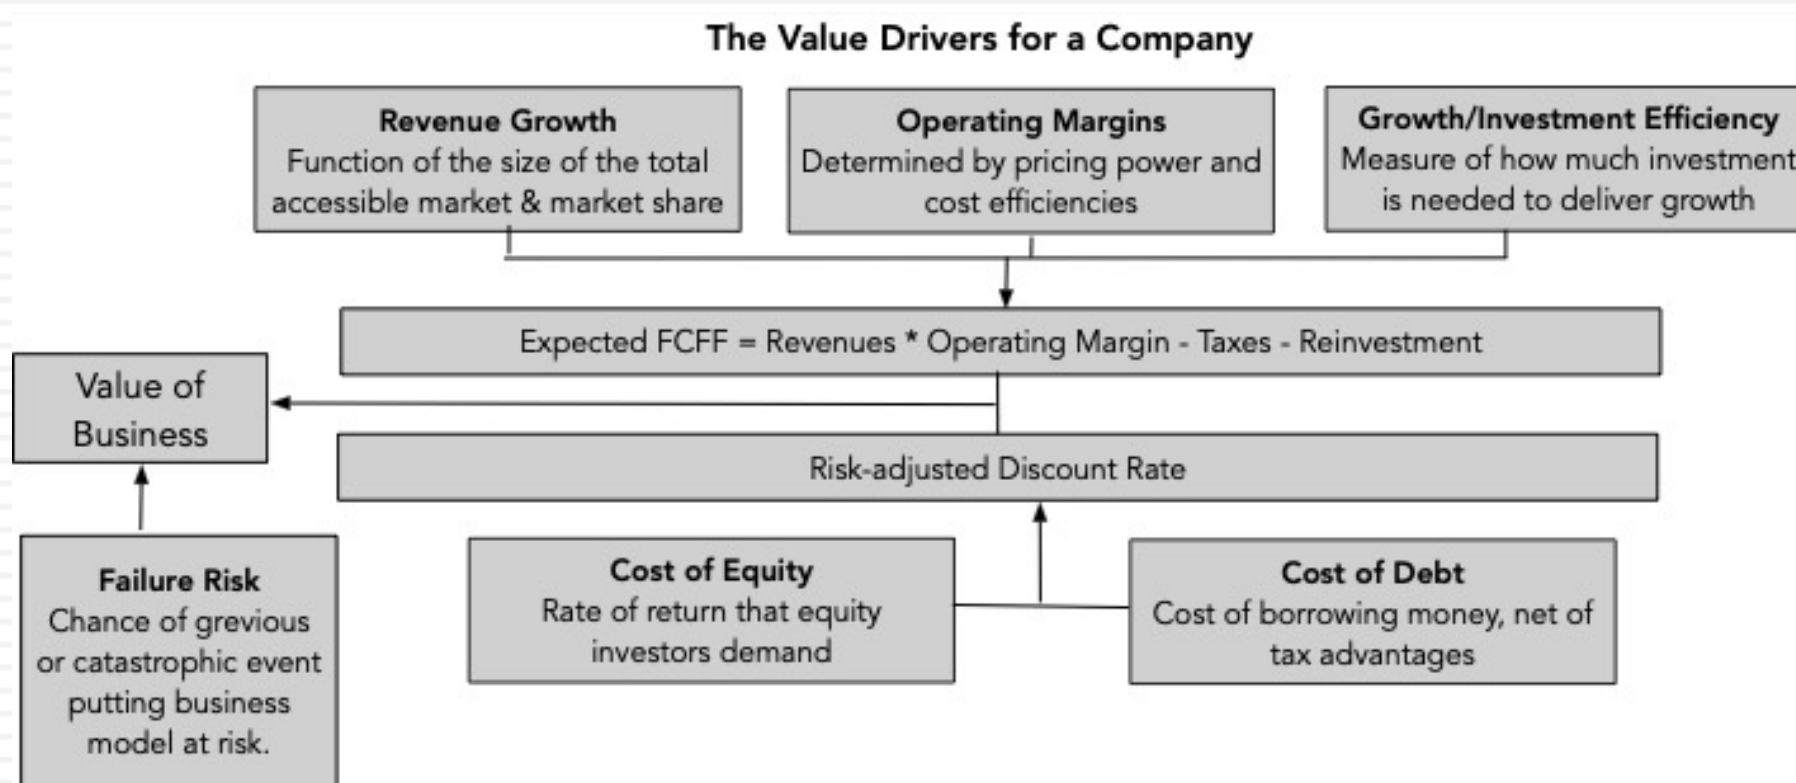 The Value Drivers for a Company
Revenue Growth
Function of the size of the total
accessible market & market share
Operating Margins
Determined by pricing power and
cost efficiencies
Growth/Investment Efficiency
Measure of how much investment
is needed to deliver growth
Expected FCFF = Revenues * Operating Margin - Taxes - Reinvestment
Value of
Business
Risk-adjusted Discount Rate
Failure Risk
Chance of grevious
or catastrophic event
putting business
model at risk.
Cost of Equity
Rate of return that equity
investors demand
Cost of Debt
Cost of borrowing money, net of
tax advantages